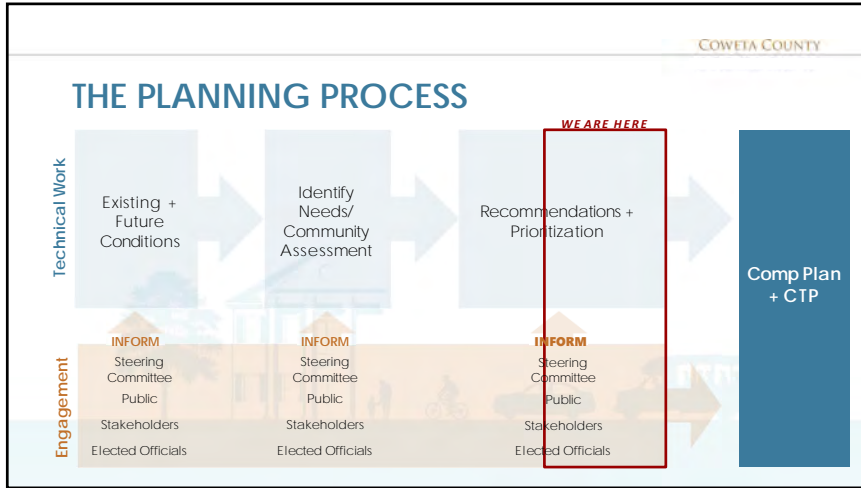 COWETA COUNTY
THE PLANNING PROCESS
WE ARE HERE
Technical Work
Existing +
Future
Conditions
Identify
Needs/
Community
Assessment
Recommendations +
Prioritization
Comp Plan
+ CTP
Engagement
INFORM
Steering
Committee
Public
Stakeholders
Elected Officials
INFORM
Steering
Committee
Public
Stakeholders
Elected Officials
INFORM
Steering
Committee
Public
Stakeholders
Elected Officials